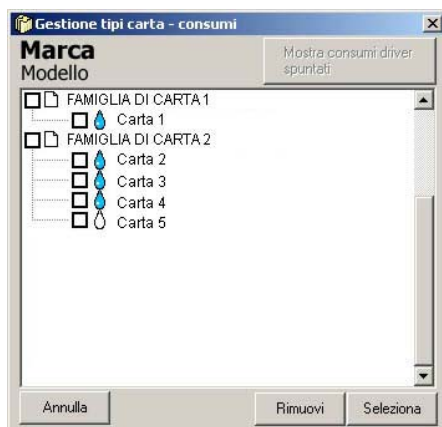 Gestione tipi carta - consumi
Marca
Modello
Mostra consumi driver
spuntati
FAMIGLIA DI CARTA 1
Carta 1
FAMIGLIA DI CARTA 2
Carta 2
Carta 3
Carta 4
Carta 5
Annulla
Rimuovi
Seleziona